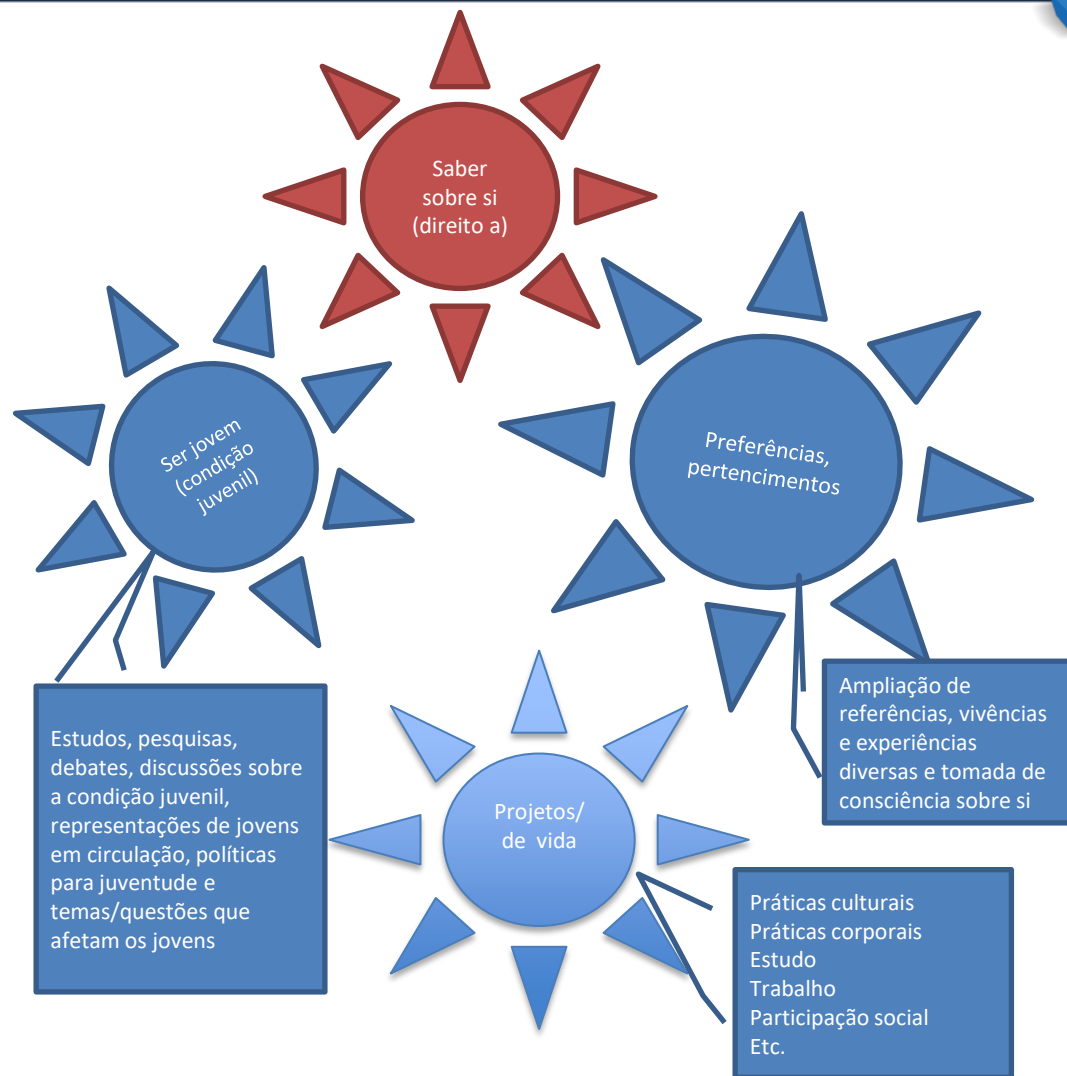 Saber
sobre si
(direito a)
Ser jovem
(condição
juvenil)
Preferências,
pertencimentos
Estudos, pesquisas,
debates, discussões sobre
a condição juvenil,
representações de jovens
em circulação, políticas
para juventude e
temas/questões que
afetam os jovens
Ampliação de
referências, vivências
e experiências
diversas e tomada de
consciência sobre si
Projetos/
de vida
Práticas culturais
Práticas corporais
Estudo
Trabalho
Participação social
Etc.